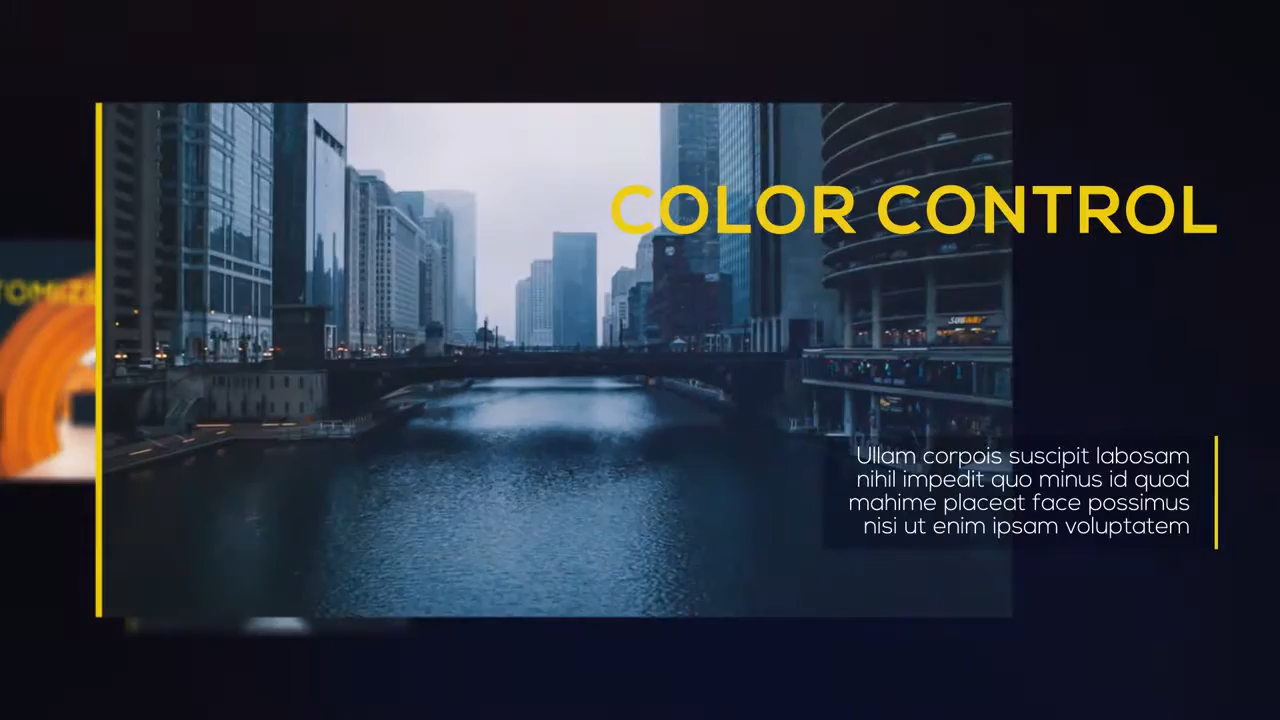 COLOR CONTROL
SUBWAY
Ullam corpois suscipit labosam
nihil impedit quo minus id quod
mahime placeat face possimus
nisi ut enim ipsam voluptatem